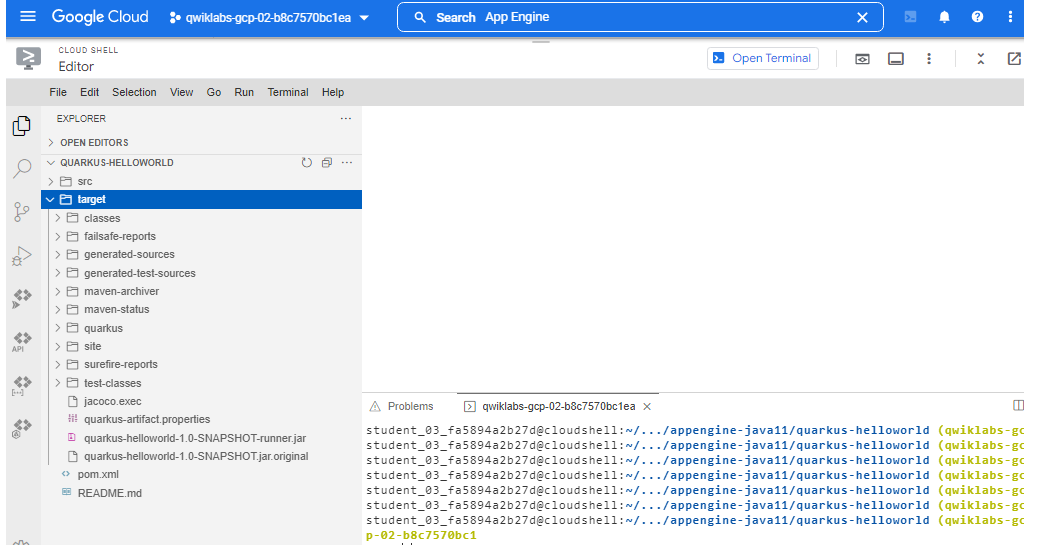 Google Cloud qwiklabs-gcp-02-b8c7570bc1ea Search App Engine
CLOUD SHELL
Editor
Open Terminal
File Edit Selection View Go Run Terminal Help
EXPLORER
OPEN EDITORS
QUARKUS-HELLOWORLD
src
target
classes
failsafe-reports
generated-sources
generated-test-sources
maven-archiver
maven-status
quarkus
API
site
surefire-reports
test-classes
jacoco.exec
quarkus-artifact.properties
quarkus-helloworld-1.0-SNAPSHOT-runner.jar
quarkus-helloworld-1.0-SNAPSHOT.jar.original
pom.xml
README.md
Problems qwiklabs-gcp-02-b8c7570bc1ea
student_03_fa5894a2b27d@cloudshell:~/.../appengine-java11/quarkus-helloworld (qwiklabs-gc
student_03_fa5894a2b27d@cloudshell:~/.../appengine-java11/quarkus-helloworld (qwiklabs-gc
student_03_fa5894a2b27d@cloudshell:~/.../appengine-java11/quarkus-helloworld (qwiklabs-gc
student_03_fa5894a2b27d@cloudshell:~/.../appengine-java11/quarkus-helloworld (qwiklabs-gc
student_03_fa5894a2b27d@cloudshell:~/.../appengine-java11/quarkus-helloworld (qwiklabs-gc
student_03_fa5894a2b27d@cloudshell:~/.../appengine-java11/quarkus-helloworld (qwiklabs-gc
student_03_fa5894a2b27d@cloudshell:~/.../appengine-java11/quarkus-helloworld (qwiklabs-gc
p-02-b8c7570bc1